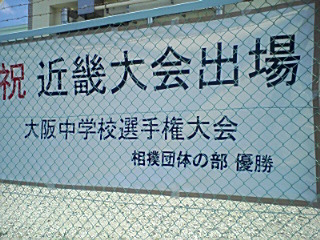 祝 近畿大会出場
大阪中学校選手権大会
相撲団体の部 優勝